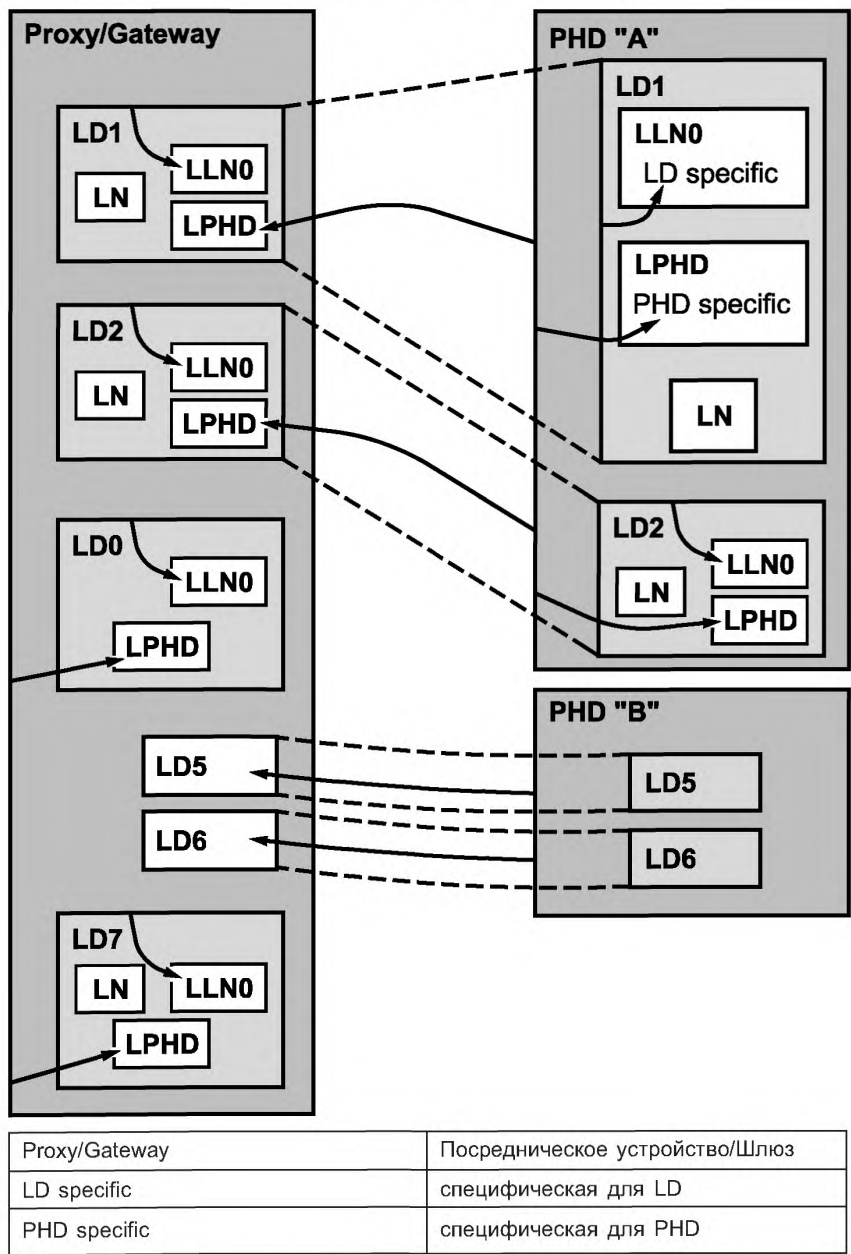 Proxy/Gateway
LD1
LLN0
LN
LPHD
LD2
LLN0
LN
LPHD
LD0
LLN0
LPHD
LD5
LD6
LD7
LN
LLN0
LPHD
PHD "A"
LD1
LLN0
LD specific
LPHD
PHD specific
LN
LD2
LLN0
LN
LPHD
PHD "B"
LD5
LD6
Proxy/Gateway Посредническое устройство/Шлюз
LD specific специфическая для LD
PHD specific специфическая для PHD